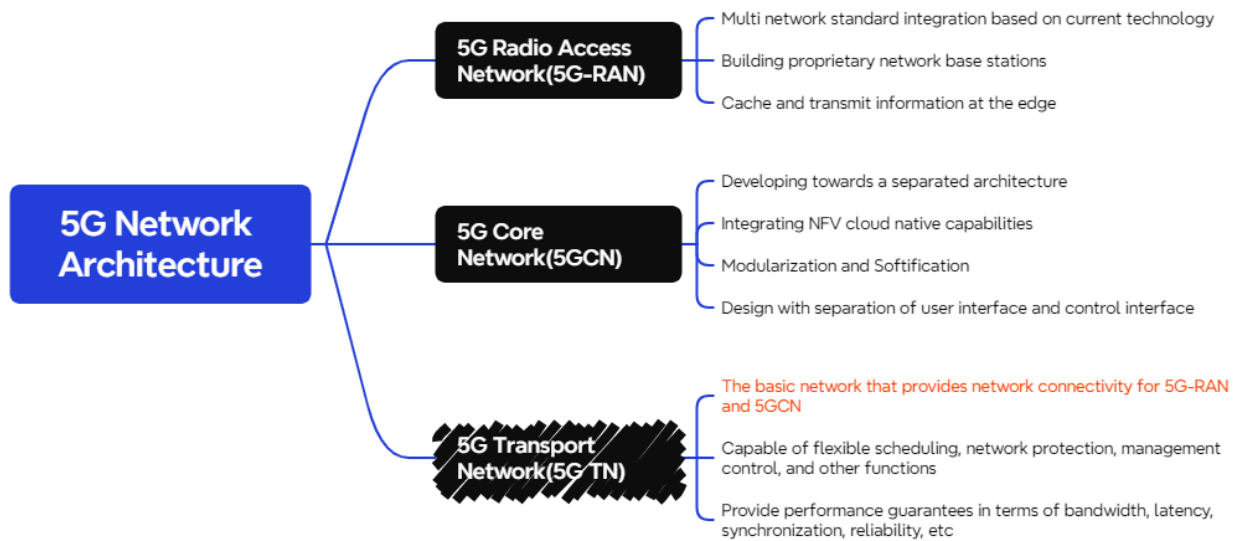 5G Network
Architecture
5G Radio Access
Network(5G-RAN)
Multi network standard integration based on current technology
Building proprietary network base stations
Cache and transmit information at the edge
5G Core
Network(5GCN)
Developing towards a separated architecture
Integrating NFV cloud native capabilities
Modularization and Softification
Design with separation of user interface and control interface
5G Transport
Network(5G TN)
The basic network that provides network connectivity for 5G-RAN
and 5GCN
Capable of flexible scheduling, network protection, management
control, and other functions
Provide performance guarantees in terms of bandwidth, latency,
synchronization, reliability, etc